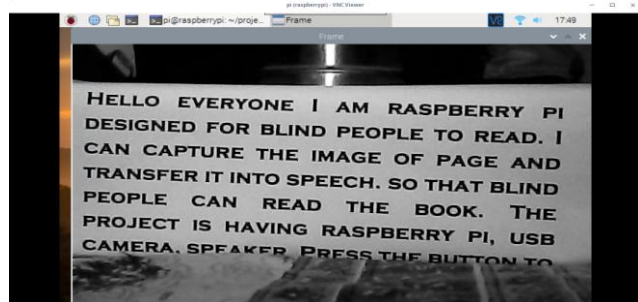 pi (raspberrypi) - VNC Viewer
pi@raspberrypi: ~/proje... Frame V2 17:49
Frame
HELLO EVERYONE I AM RASPBERRY PI
DESIGNED FOR BLIND PEOPLE TO READ. I
CAN CAPTURE THE IMAGE OF PAGE AND
TRANSFER IT INTO SPEECH. SO THAT BLIND
PEOPLE CAN READ THE BOOK. THE
PROJECT IS HAVING RASPBERRY PI, USB
CAMERA, SPEAKER. PRESS THE BUTTON TO